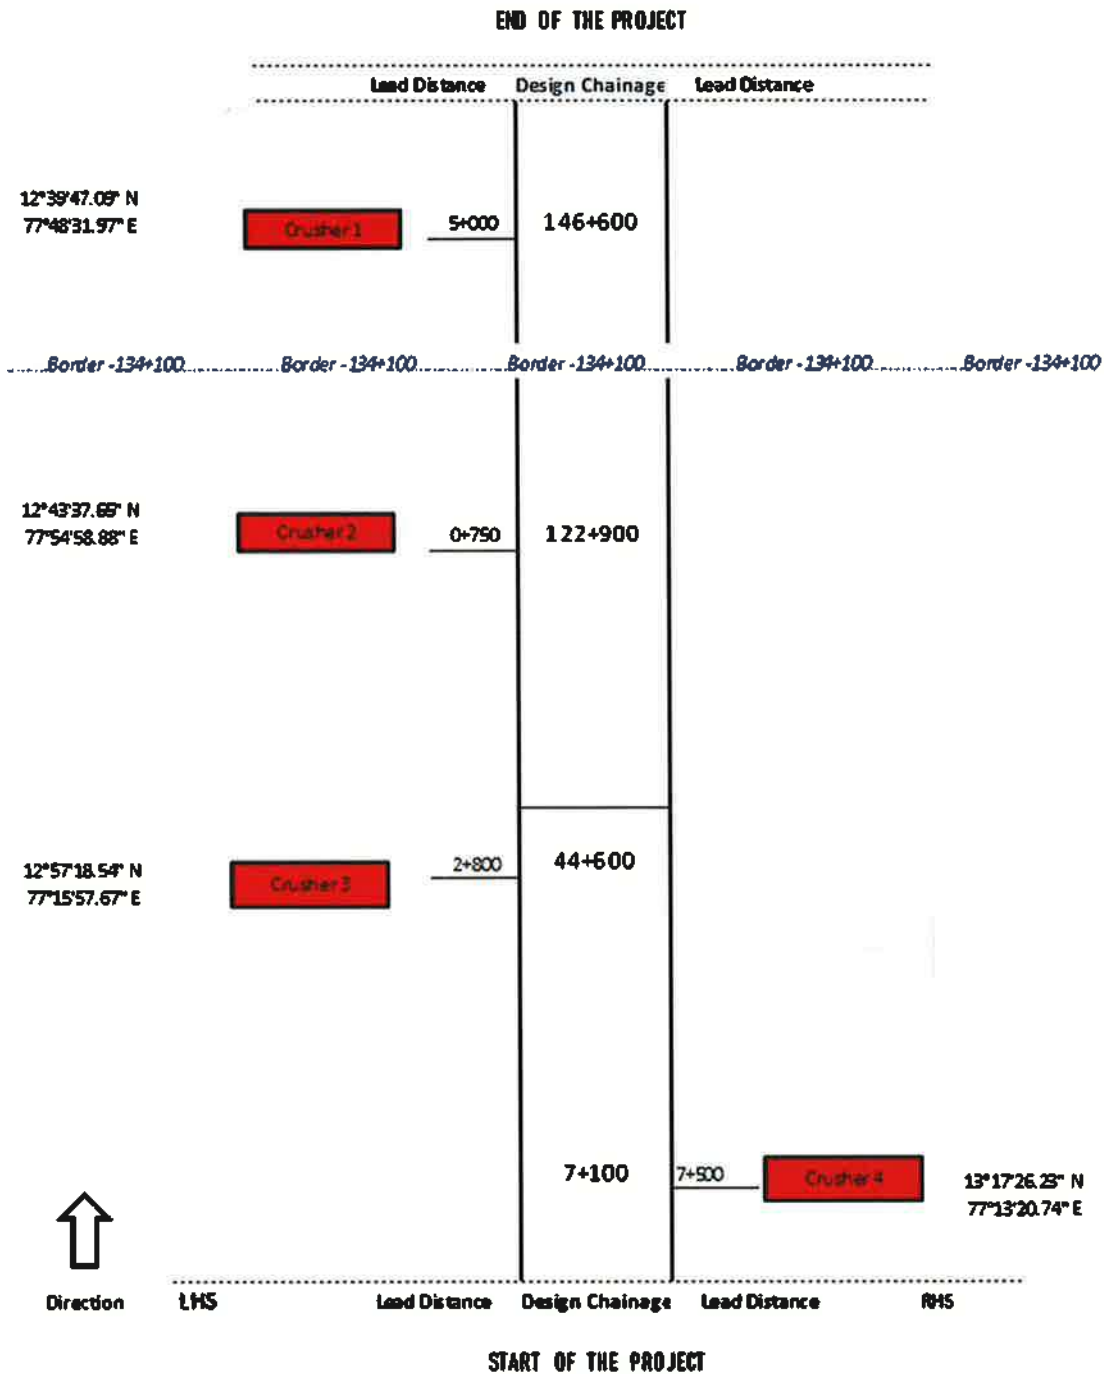 END OF THE PROJECT
Lead Distance Design Chainage Lead Distance
12°39'47.09" N
77°48'31.97" E
Crusher 1
5+000
146+600
Border -134+100 Border -134+100 Border -134+100 Border -134+100 Border -134+100
12°43'37.65" N
77°54'58.88" E
Crusher 2
0+750
122+900
12°57'18.54" N
77°15'57.67" E
Crusher 3
2+800
44+600
7+100
7+500
Crusher 4
13°17'26.23" N
77°13'20.74" E
Direction LHS Lead Distance Design Chainage Lead Distance RHS
START OF THE PROJECT